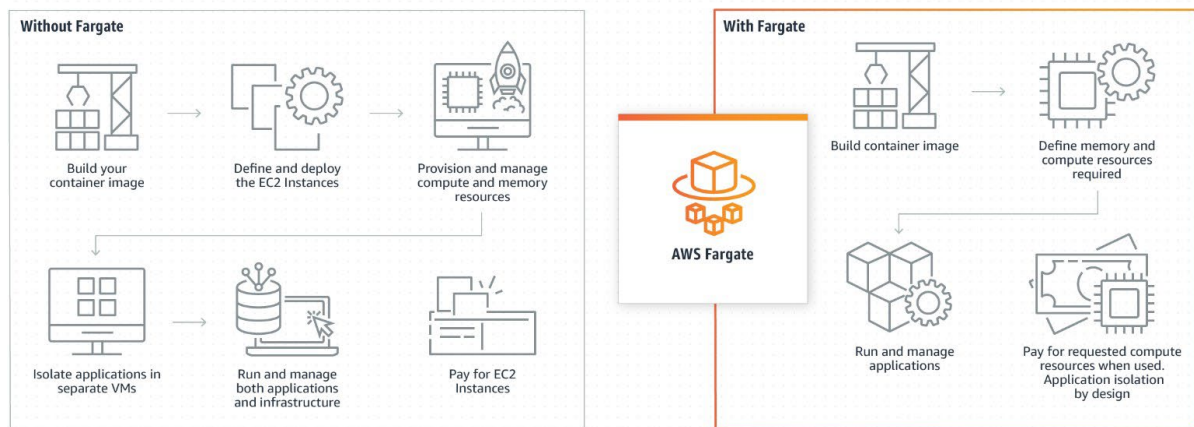 Without Fargate
Build your
container image
Define and deploy
the EC2 Instances
Provision and manage
compute and memory
resources
Isolate applications in
separate VMs
Run and manage
both applications
and infrastructure
Pay for EC2
Instances
AWS Fargate
With Fargate
Build container image
Define memory and
compute resources
required
Run and manage
applications
Pay for requested compute
resources when used.
Application isolation
by design